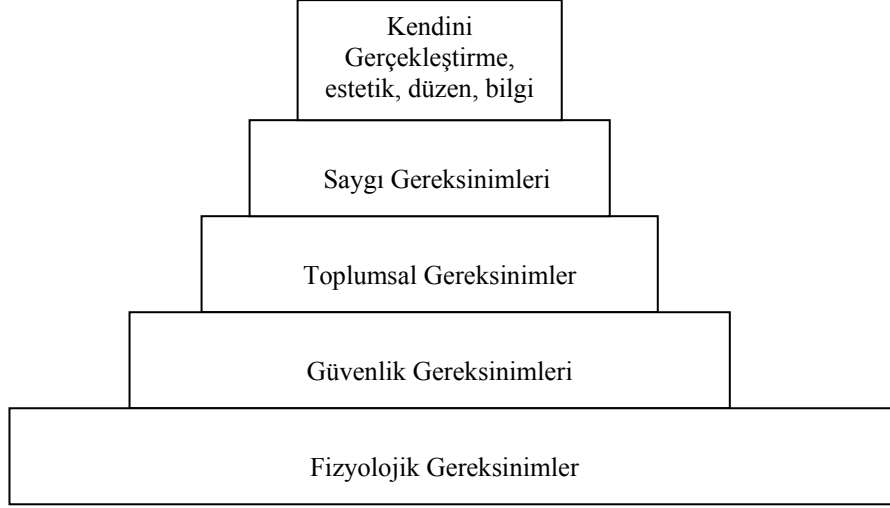 Kendini
Gerçekleştirme,
estetik, düzen, bilgi
Saygı Gereksinimleri
Toplumsal Gereksinimler
Güvenlik Gereksinimleri
Fizyolojik Gereksinimler